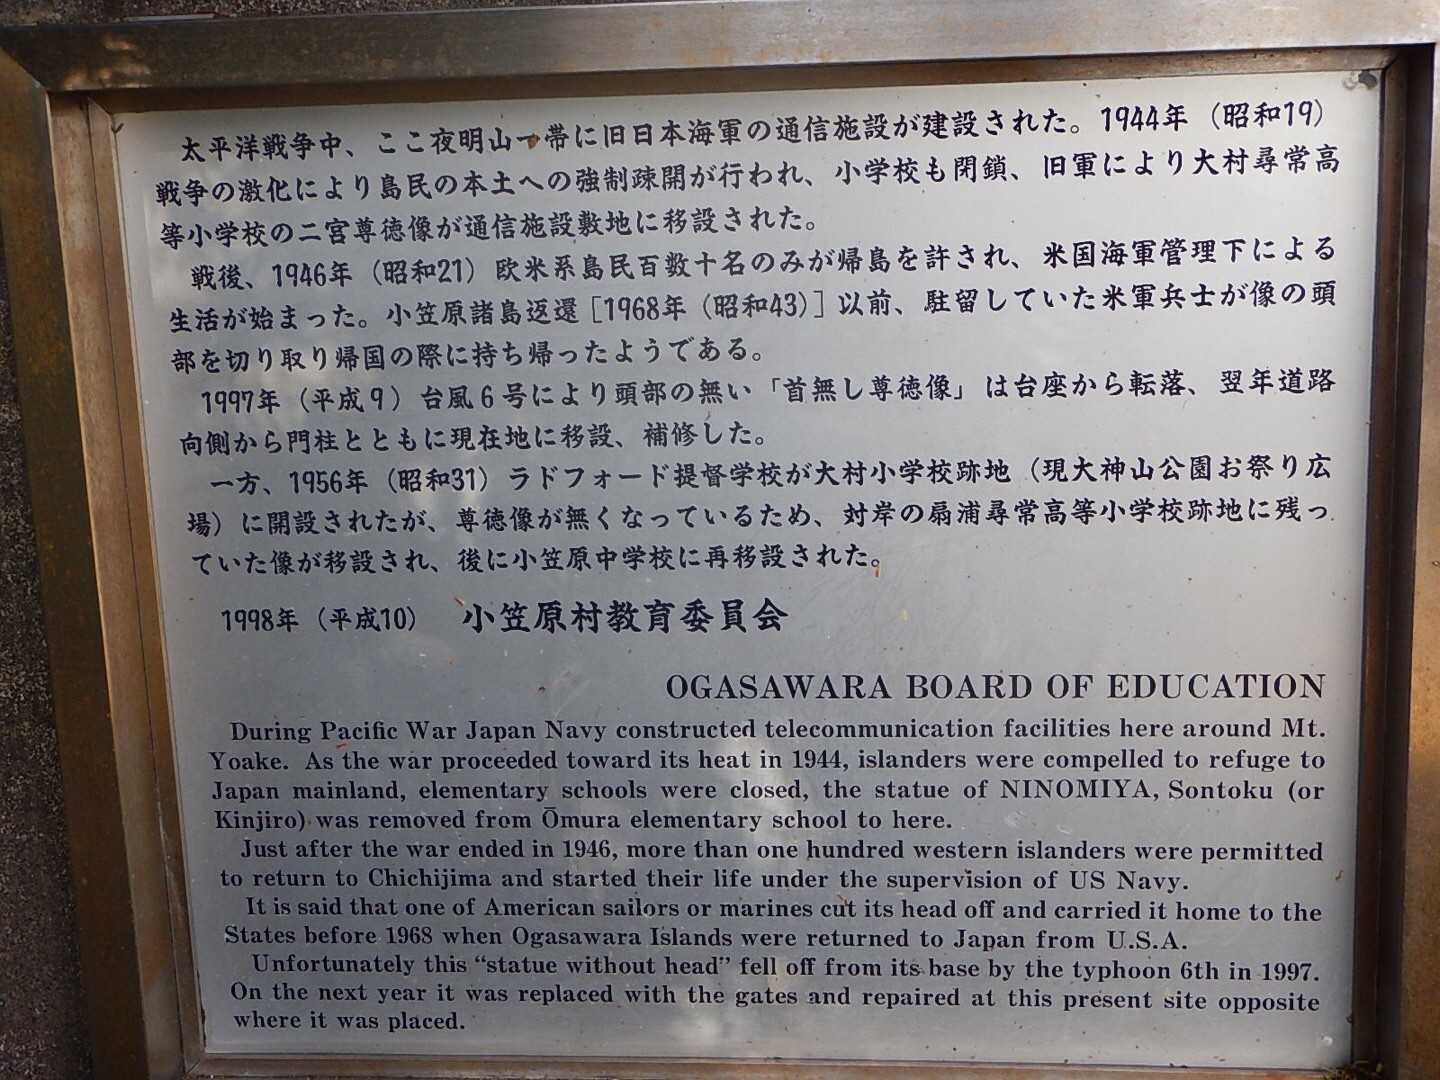 太平洋戦争中、ここ夜明山一帯に旧日本海軍の通信施設が建設された。1944年（昭和19）
戦争の激化により島民の本土への強制疎開が行われ、小学校も閉鎖、旧軍により大村尋常高
等小学校の二宮尊徳像が通信施設敷地に移設された。
戦後、1946年（昭和21）欧米系島民百数十名のみが帰島を許され、米国海軍管理下による
生活が始まった。小笠原諸島返還［1968年（昭和43）］以前、駐留していた米軍兵士が像の頭
部を切り取り帰国の際に持ち帰ったようである。
1997年（平成９）台風６号により頭部の無い「首無し尊徳像」は台座から転落、翌年道路
向側から門柱とともに現在地に移設、補修した。
一方、1956年（昭和31）ラドフォード提督学校が大村小学校跡地（現大神山公園お祭り広
場）に開設されたが、尊徳像が無くなっているため、対岸の扇浦尋常高等小学校跡地に残っ
ていた像が移設され、後に小笠原中学校に再移設された。
1998年（平成10） 小笠原村教育委員会
OGASAWARA BOARD OF EDUCATION
During Pacific War Japan Navy constructed telecommunication facilities here around Mt.
Yoake. As the war proceeded toward its heat in 1944, islanders were compelled to refuge to
Japan mainland, elementary schools were closed, the statue of NINOMIYA, Sontoku (or
Kinjiro) was removed from Ōmura elementary school to here.
Just after the war ended in 1946, more than one hundred western islanders were permitted
to return to Chichijima and started their life under the supervision of US Navy.
It is said that one of American sailors or marines cut its head off and carried it home to the
States before 1968 when Ogasawara Islands were returned to Japan from U.S.A.
Unfortunately this “statue without head” fell off from its base by the typhoon 6th in 1997.
On the next year it was replaced with the gates and repaired at this present site opposite
where it was placed.